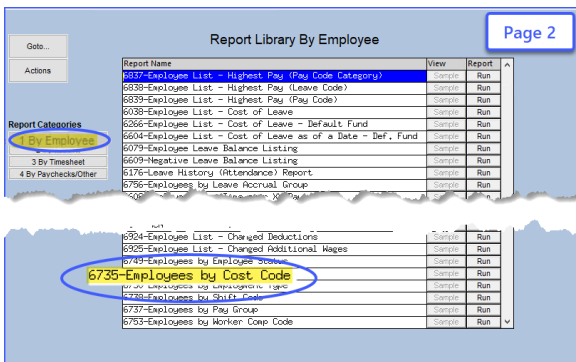 Page 2
Report Library By Employee
Goto...
Actions
Report Categories
1 By Employee
3 By Timesheet
4 By Paychecks/Other
Report Name View Report
6837-Employee List - Highest Pay (Pay Code Category) Sample Run
6838-Employee List - Highest Pay (Leave Code) Sample Run
6839-Employee List - Highest Pay (Pay Code) Sample Run
6038-Employee List - Cost of Leave Sample Run
6266-Employee List - Cost of Leave - Default Fund Sample Run
6604-Employee List - Cost of Leave as of a Date - Def. Fund Sample Run
6079-Employee Leave Balance Listing Sample Run
6609-Negative Leave Balance Listing Sample Run
6176-Leave History (Attendance) Report Sample Run
6756-Employees by Leave Accrual Group Sample Run
6924-Employee List - Changed Deductions Sample Run
6925-Employee List - Changed Additional Wages Sample Run
6749-Employees by Employee Status Sample Run
6735-Employees by Cost Code Sample Run
Employees by Employment Type Sample Run
6738-Employees by Shift Code Sample Run
6737-Employees by Pay Group Sample Run
6753-Employees by Worker Comp Code Sample Run